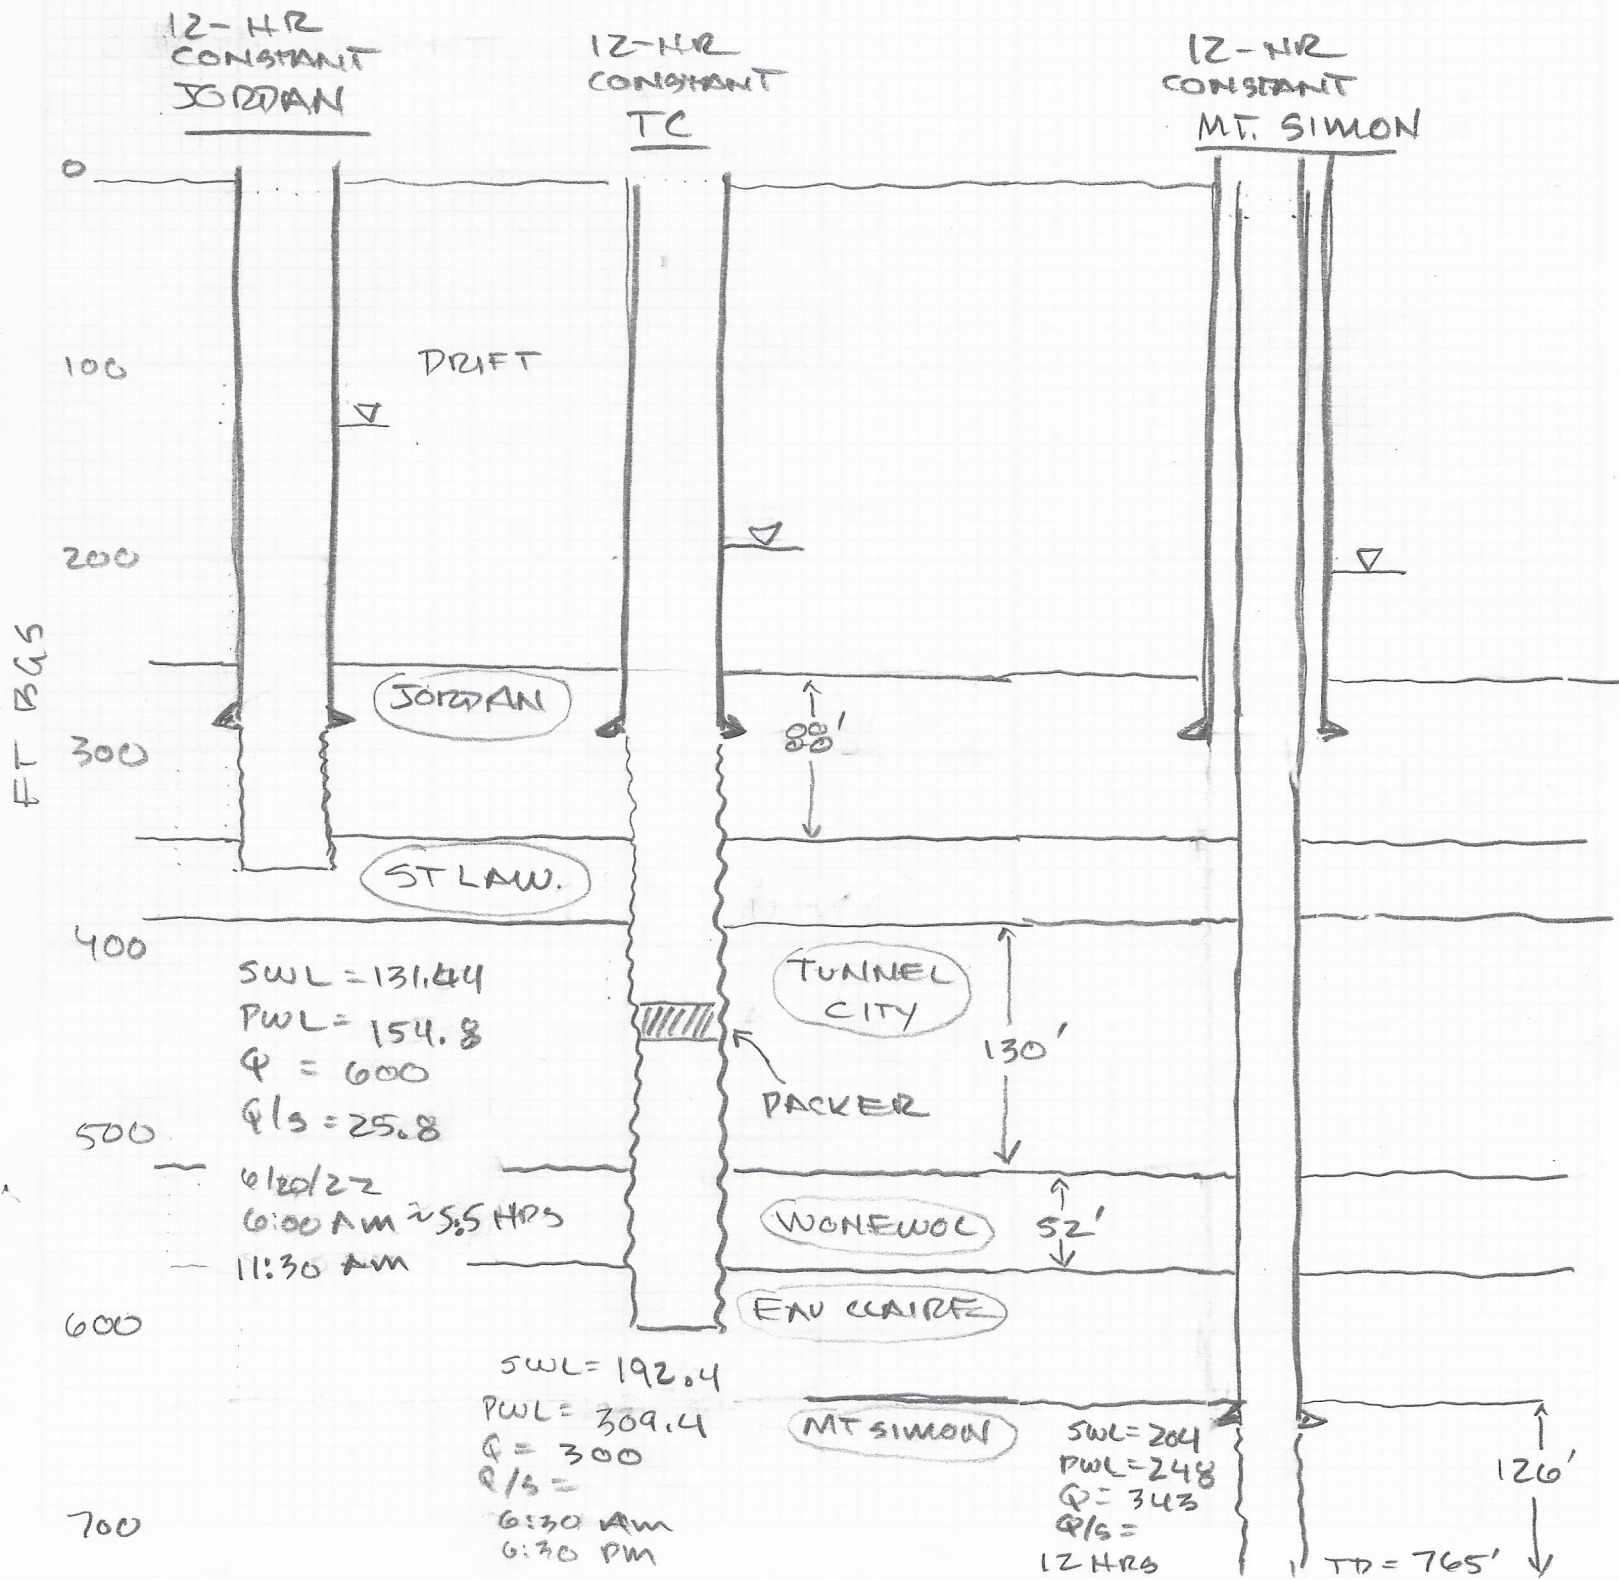 12-HR
CONSTANT
JORDAN
12-HR
CONSTANT
TC
12-HR
CONSTANT
MT. SIMON
0
100
DRIFT
200
FT BGS
JORDAN
88'
300
ST LAW.
400
SWL = 131.44
PWL = 154.8
Q = 600
Q/s = 25.8
TUNNEL
CITY
130'
PACKER
500
6/20/22
6:00 AM ~5.5 HRS
11:30 AM
WONEWOC
52'
EAU CLAIRE
600
SWL = 192.4
PWL = 309.4
Q = 300
Q/s =
6:30 AM
6:30 PM
MT SIMON
SWL = 204
PWL = 248
Q = 343
Q/s =
12 HRS
126'
700
TD = 765'